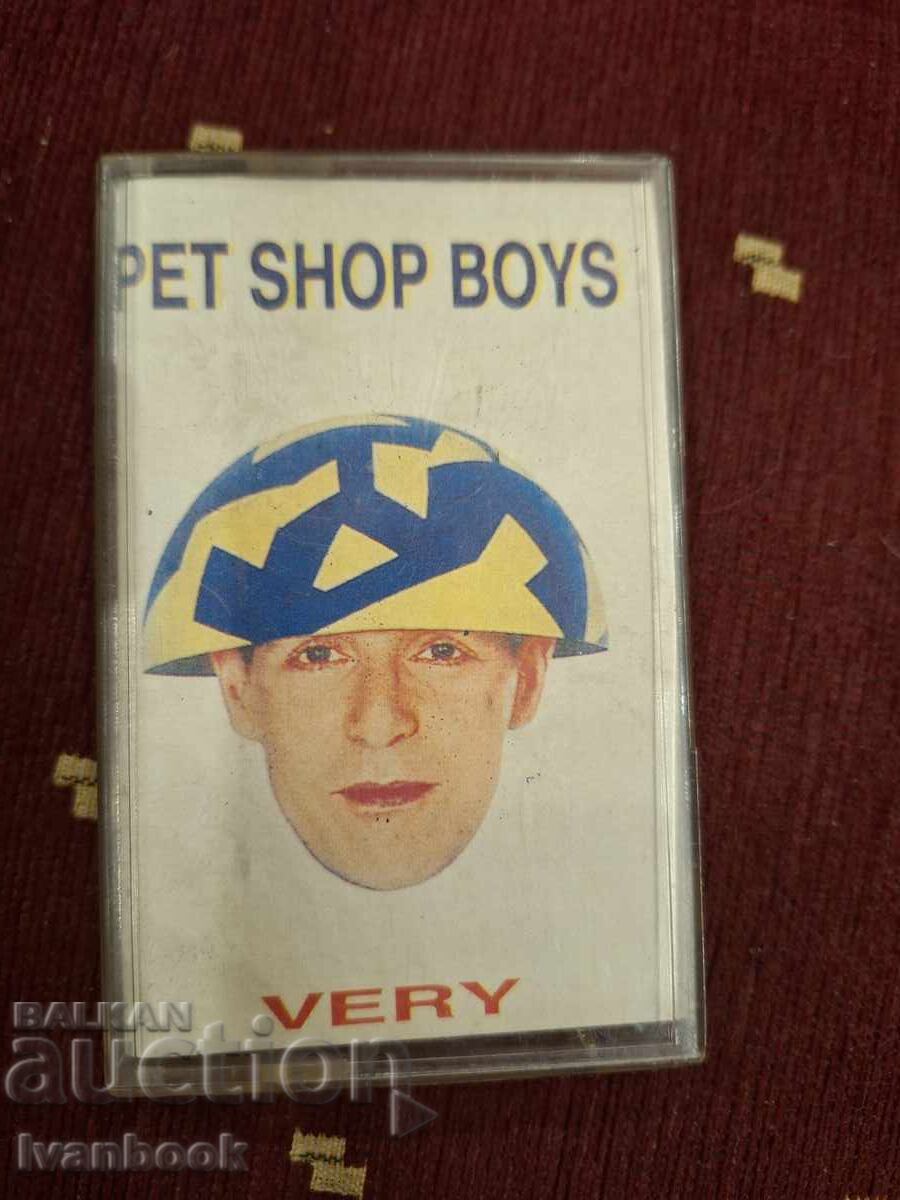 PET SHOP BOYS
VERY
BALKAN
auction
Ivanbook